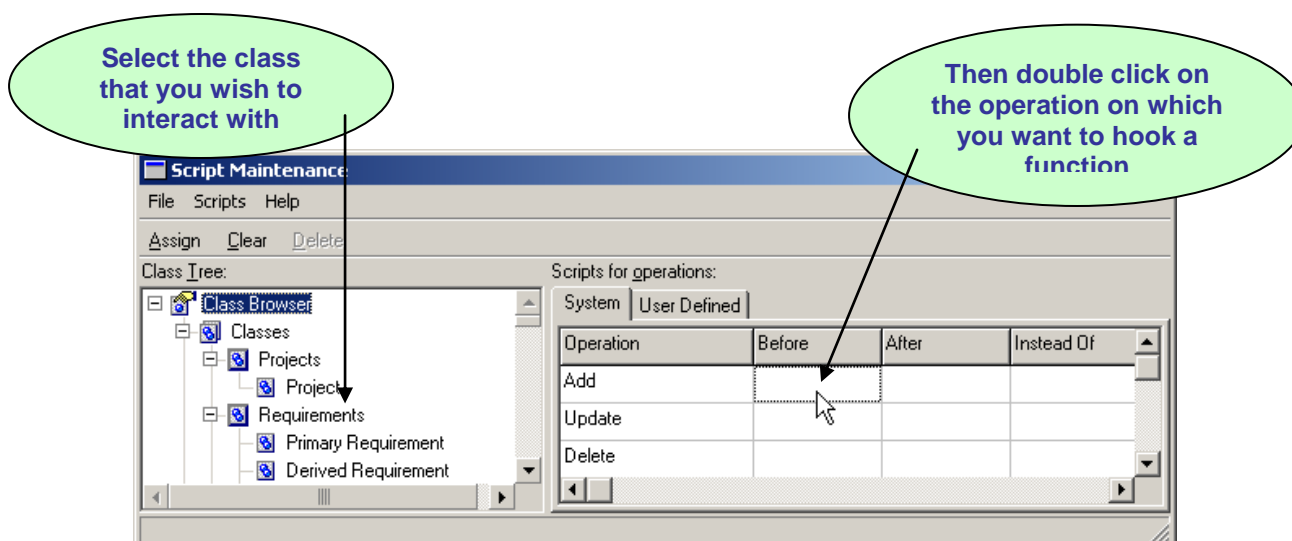 Select the class
that you wish to
interact with
Then double click on
the operation on which
you want to hook a
function
Script Maintenance
File Scripts Help
Assign Clear Delete
Class Tree:
Class Browser
Classes
Projects
Project
Requirements
Primary Requirement
Derived Requirement
Scripts for operations:
System User Defined
Operation Before After Instead Of
Add
Update
Delete